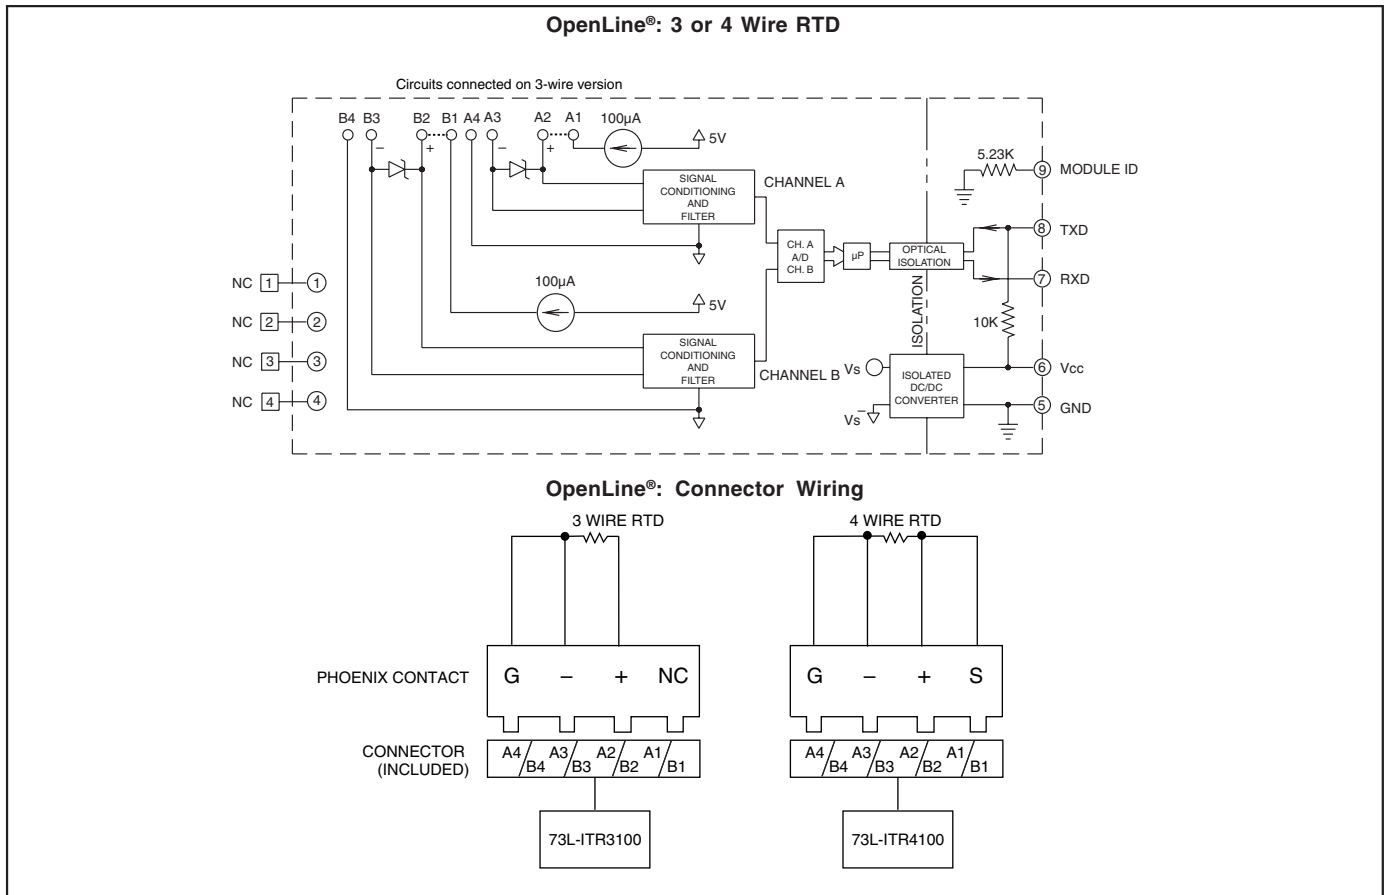 OpenLine®: 3 or 4 Wire RTD
Circuits connected on 3-wire version
B4 B3 B2 B1 A4 A3 A2 A1 100µA
5V
– + – +
5.23K
9 MODULE ID
SIGNAL
CONDITIONING
AND
FILTER
CHANNEL A
8 TXD
CH. A
A/D
CH. B
µP
OPTICAL
ISOLATION
7 RXD
NC 1 1
100µA
5V
NC 2 2
ISOLATION
10K
SIGNAL
CONDITIONING
AND
FILTER
CHANNEL B
NC 3 3
Vs
ISOLATED
DC/DC
CONVERTER
6 Vcc
NC 4 4
Vs–
5 GND
OpenLine®: Connector Wiring
3 WIRE RTD
4 WIRE RTD
PHOENIX CONTACT
G – + NC
G – + S
CONNECTOR
(INCLUDED)
A4/B4 A3/B3 A2/B2 A1/B1
A4/B4 A3/B3 A2/B2 A1/B1
73L-ITR3100
73L-ITR4100